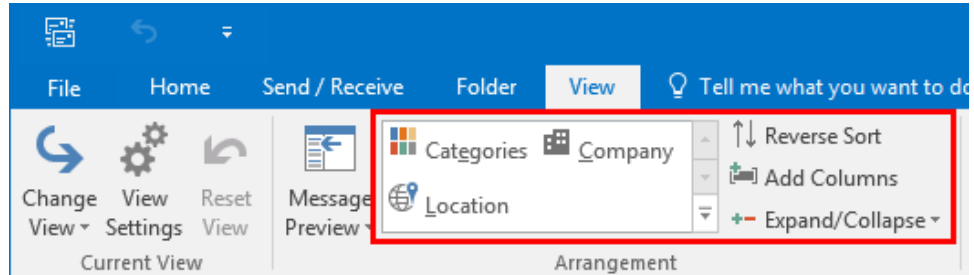 File Home Send / Receive Folder View Tell me what you want to do
Change View
View Settings
Reset View
Message Preview
Categories Company
Location
Reverse Sort
Add Columns
Expand/Collapse
Current View
Arrangement